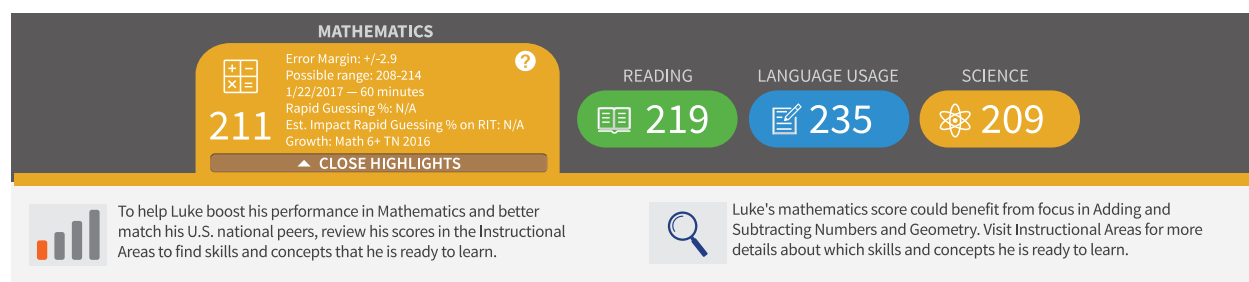 MATHEMATICS
Error Margin: +/-2.9
Possible range: 208-214
1/22/2017 — 60 minutes
Rapid Guessing %: N/A
211
Est. Impact Rapid Guessing % on RIT: N/A
Growth: Math 6+ TN 2016
CLOSE HIGHLIGHTS
?
READING
219
LANGUAGE USAGE
235
SCIENCE
209
To help Luke boost his performance in Mathematics and better
match his U.S. national peers, review his scores in the Instructional
Areas to find skills and concepts that he is ready to learn.
Luke's mathematics score could benefit from focus in Adding and
Subtracting Numbers and Geometry. Visit Instructional Areas for more
details about which skills and concepts he is ready to learn.